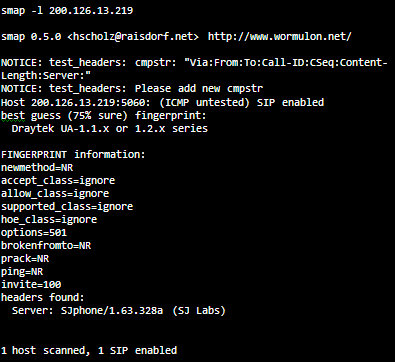 smap -l 200.126.13.219
smap 0.5.0 <hscholz@raisdorf.net> http://www.wormulon.net/
NOTICE: test_headers: cmpstr: "Via:From:To:Call-ID:CSeq:Content-
Length:Server:"
NOTICE: test_headers: Please add new cmpstr
Host 200.126.13.219:5060: (ICMP untested) SIP enabled
best guess (75% sure) fingerprint:
Draytek UA-1.1.x or 1.2.x series
FINGERPRINT information:
newmethod=NR
accept_class=ignore
allow_class=ignore
supported_class=ignore
hoe_class=ignore
options=501
brokenfromto=NR
prack=NR
ping=NR
invite=100
headers found:
Server: SJphone/1.63.328a (SJ Labs)
1 host scanned, 1 SIP enabled